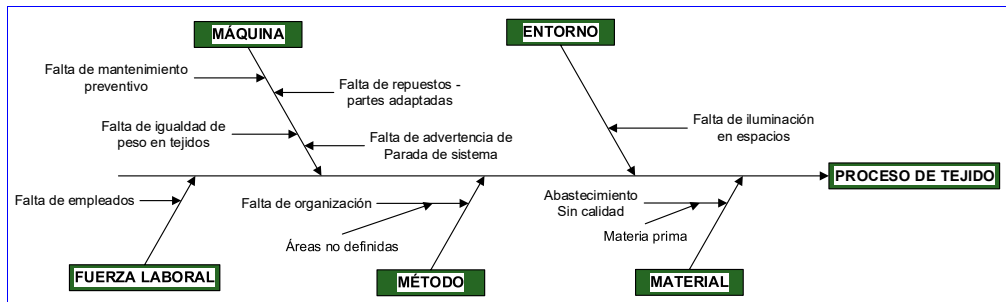 MÁQUINA
ENTORNO
Falta de mantenimiento
preventivo
Falta de repuestos -
partes adaptadas
Falta de igualdad de
peso en tejidos
Falta de advertencia de
Parada de sistema
Falta de iluminación
en espacios
PROCESO DE TEJIDO
Falta de empleados
Falta de organización
Áreas no definidas
Abastecimiento
Sin calidad
Materia prima
FUERZA LABORAL
MÉTODO
MATERIAL